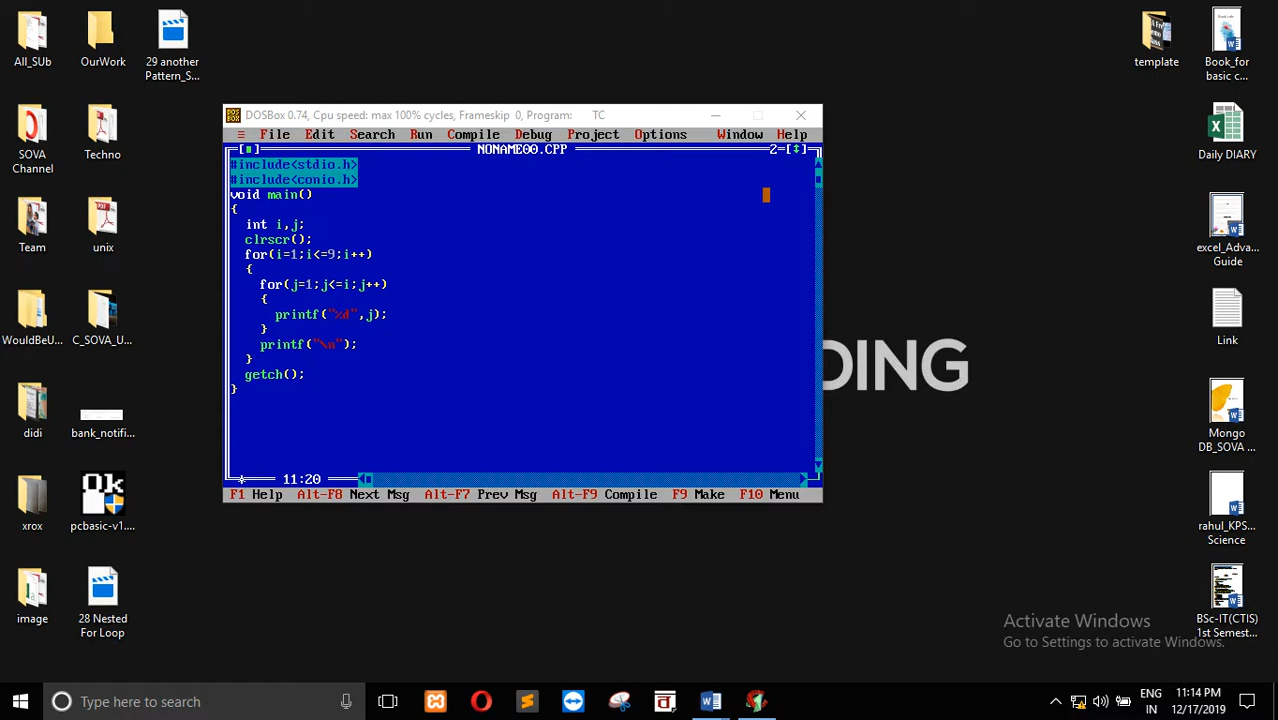 All_SUb
OurWork
29 another
Pattern_S...
template
Book_for
basic c...
SOVA
Channel
Techno
Daily DIARY
Team
unix
excel_Adva...
Guide
WouldBeU...
C_SOVA_U...
Link
didi
bank_notifi...
Mongo
DB_SOVA ...
xrox
Ok
pcbasic-v1....
rahul_KPS...
Science
image
28 Nested
For Loop
BSc-IT(CTIS)
1st Semest...
DOSBox 0.74, Cpu speed: max 100% cycles, Frameskip 0, Program: TC
≡ File Edit Search Run Compile Debug Project Options Window Help
[■] NONAME00.CPP 2=[↕]
#include<stdio.h>
#include<conio.h>
void main()
{
int i,j;
clrscr();
for(i=1;i<=9;i++)
{
for(j=1;j<=i;j++)
{
printf("%d",j);
}
printf("\n");
}
getch();
}
11:20
F1 Help Alt-F8 Next Msg Alt-F7 Prev Msg Alt-F9 Compile F9 Make F10 Menu
DING
Activate Windows
Go to Settings to activate Windows.
Type here to search
ENG
IN
11:14 PM
12/17/2019